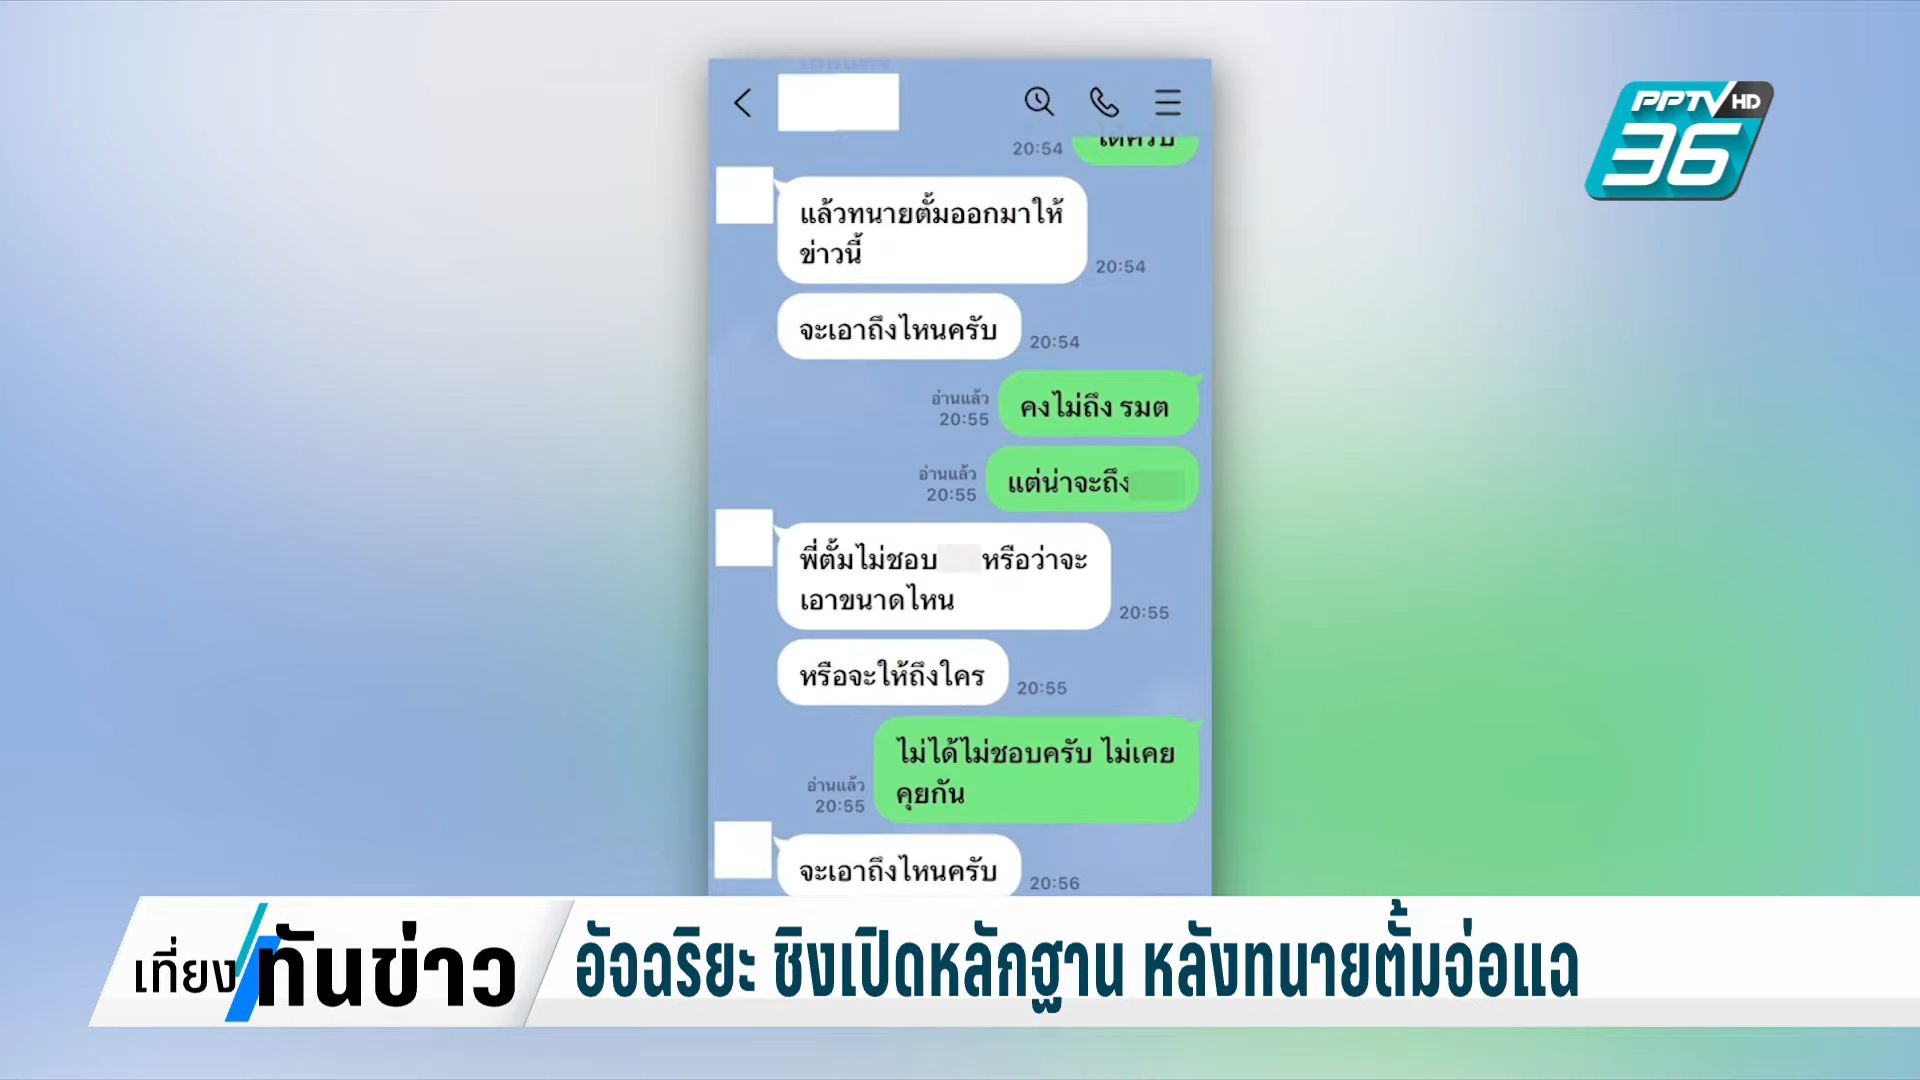 PPTV HD
36
20:54
ได้ครับ
แล้วทนายตั้มออกมาให้
ข่าวนี้
20:54
จะเอาถึงไหนครับ
20:54
อ่านแล้ว
20:55
คงไม่ถึง รมต
อ่านแล้ว
20:55
แต่น่าจะถึง
พี่ตั้มไม่ชอบ หรือว่าจะ
เอาขนาดไหน
20:55
หรือจะให้ถึงใคร
20:55
ไม่ได้ไม่ชอบครับ ไม่เคย
คุยกัน
อ่านแล้ว
20:55
จะเอาถึงไหนครับ
20:56
เที่ยงทันข่าว
อัจฉริยะ ชิงเปิดหลักฐาน หลังทนายตั้มจ่อแฉ